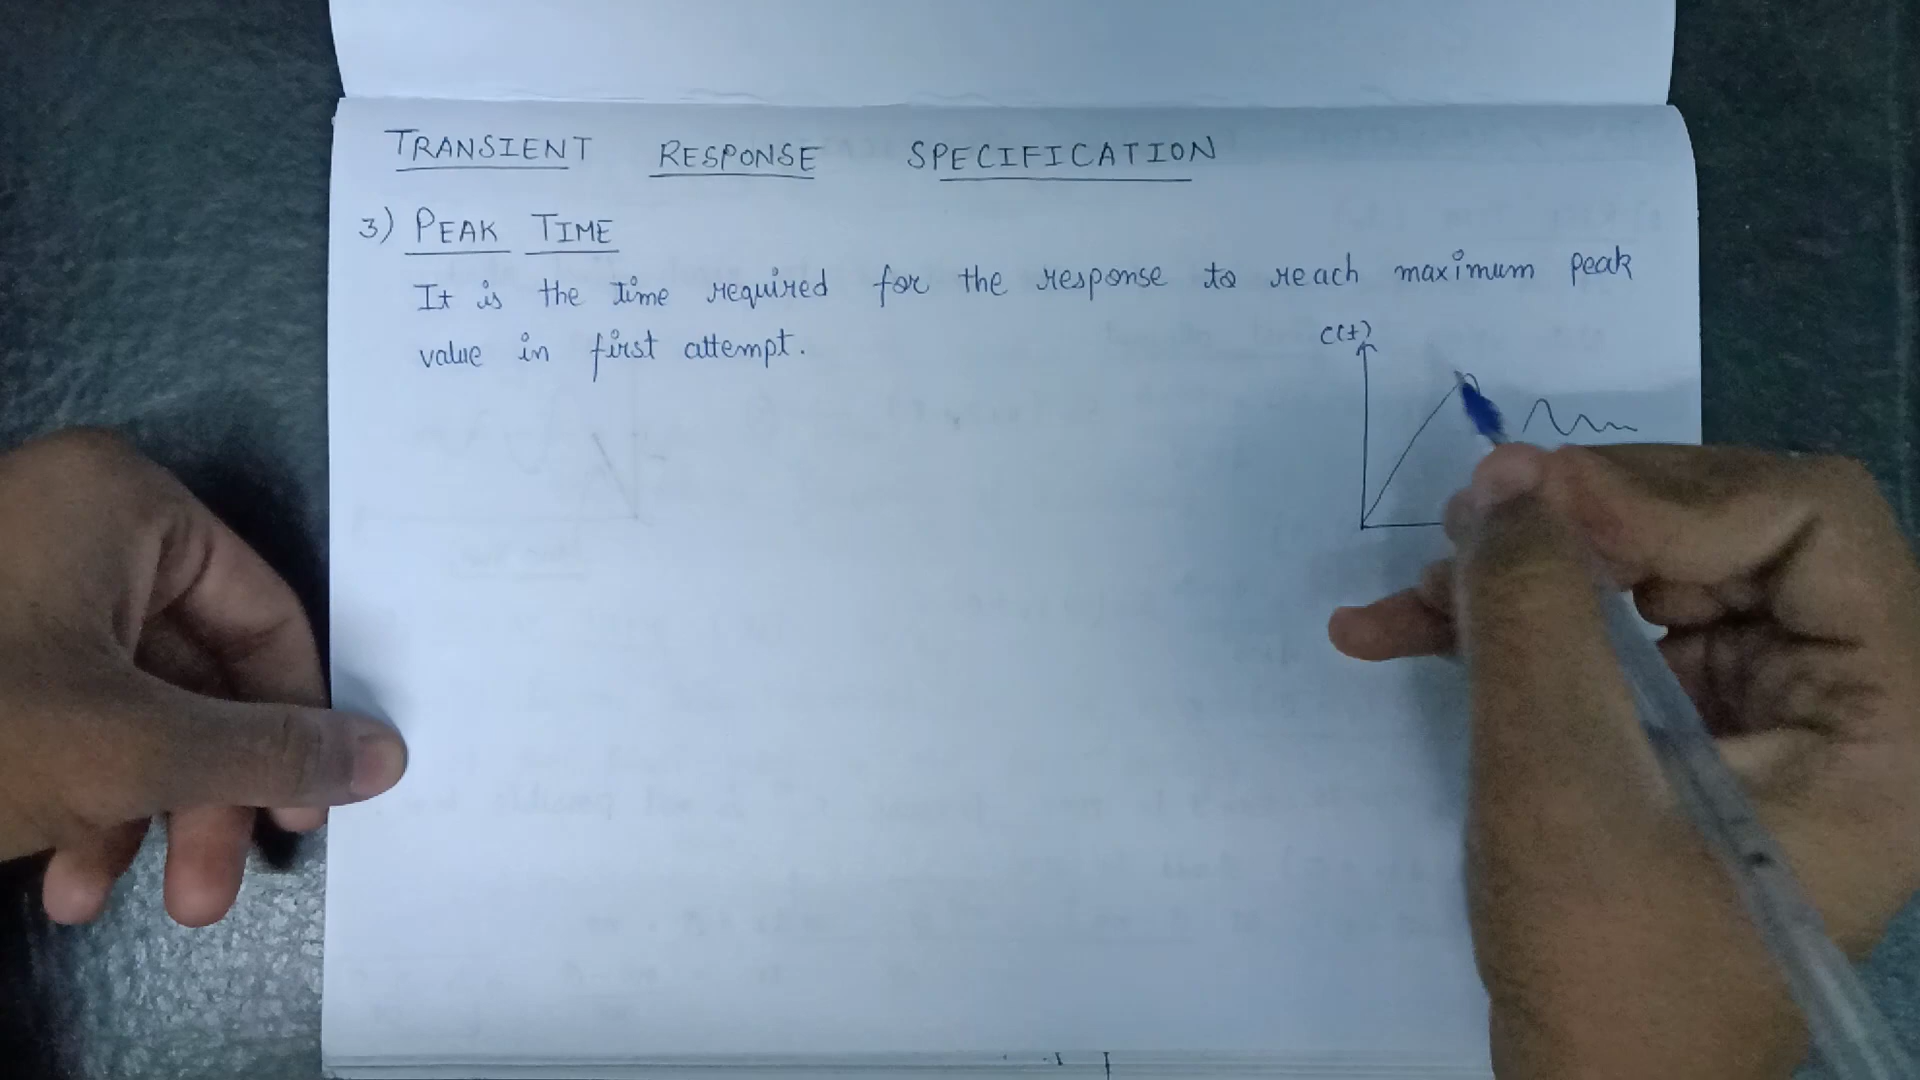 TRANSIENT RESPONSE SPECIFICATION
3) PEAK TIME
It is the time required for the response to reach maximum peak
value in first attempt.
C(t)